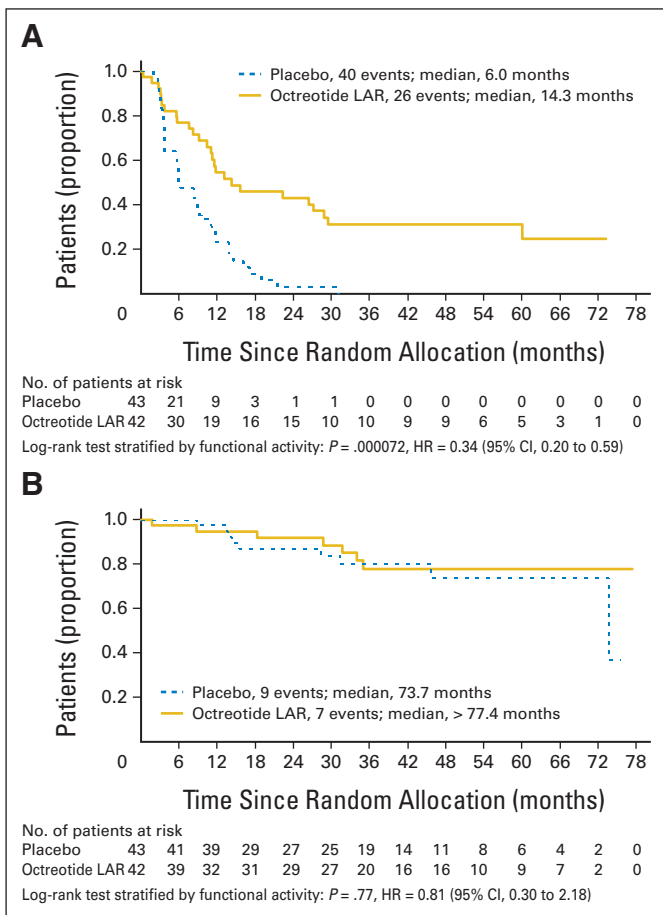 A
Placebo, 40 events; median, 6.0 months
Octreotide LAR, 26 events; median, 14.3 months
Patients (proportion)
1.0
0.8
0.6
0.4
0.2
0 6 12 18 24 30 36 42 48 54 60 66 72 78
Time Since Random Allocation (months)
No. of patients at risk
Placebo 43 21 9 3 1 1 0 0 0 0 0 0 0 0
Octreotide LAR 42 30 19 16 15 10 10 9 9 6 5 3 1 0
Log-rank test stratified by functional activity: P = .000072, HR = 0.34 (95% CI, 0.20 to 0.59)
B
Patients (proportion)
1.0
0.8
0.6
0.4
0.2
Placebo, 9 events; median, 73.7 months
Octreotide LAR, 7 events; median, > 77.4 months
0 6 12 18 24 30 36 42 48 54 60 66 72 78
Time Since Random Allocation (months)
No. of patients at risk
Placebo 43 41 39 29 27 25 19 14 11 8 6 4 2 0
Octreotide LAR 42 39 32 31 29 27 20 16 16 10 9 7 2 0
Log-rank test stratified by functional activity: P = .77, HR = 0.81 (95% CI, 0.30 to 2.18)